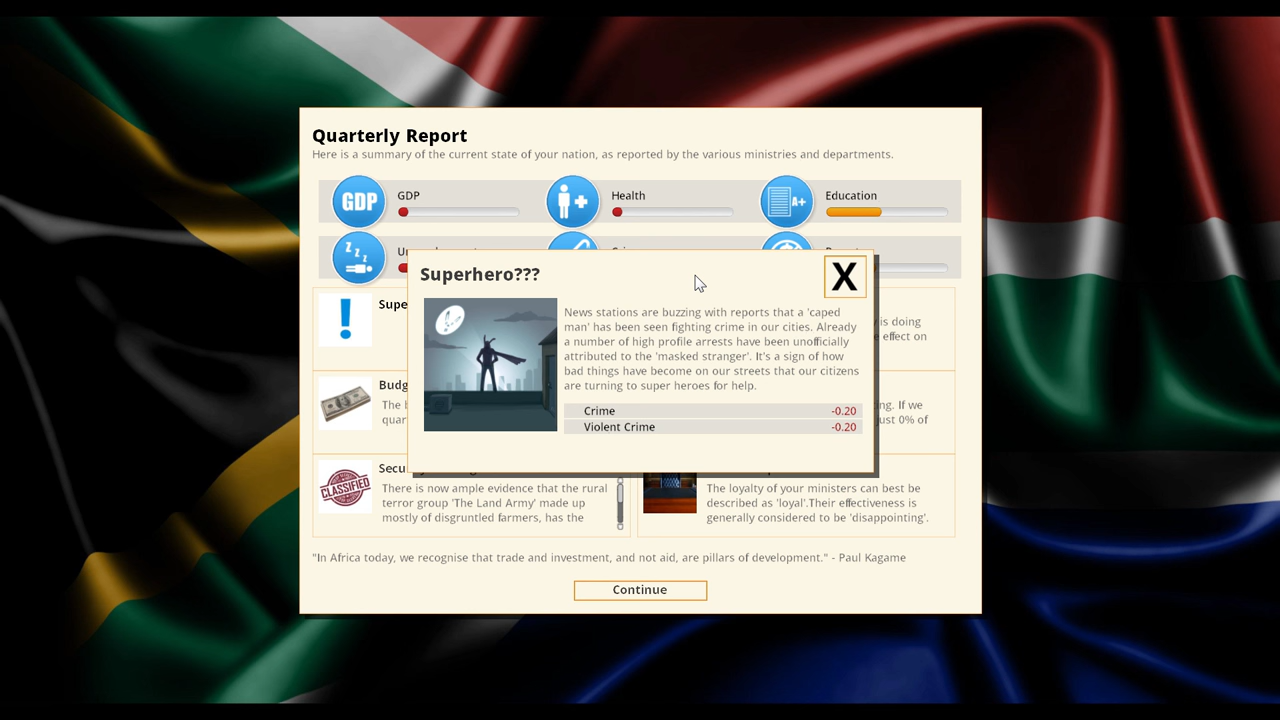 Quarterly Report
Here is a summary of the current state of your nation, as reported by the various ministries and departments.
GDP
GDP
Health
A+
Education
Z Z Z
Superhero???
X
News stations are buzzing with reports that a 'caped
man' has been seen fighting crime in our cities. Already
a number of high profile arrests have been unofficially
attributed to the 'masked stranger'. It's a sign of how
bad things have become on our streets that our citizens
are turning to super heroes for help.
Crime -0.20
Violent Crime -0.20
Supe
is doing
effect on
Budg
The b
quar
ng. If we
ust 0% of
CLASSIFIED
Secu
There is now ample evidence that the rural
terror group 'The Land Army' made up
mostly of disgruntled farmers, has the
The loyalty of your ministers can best be
described as 'loyal'.Their effectiveness is
generally considered to be 'disappointing'.
"In Africa today, we recognise that trade and investment, and not aid, are pillars of development." - Paul Kagame
Continue